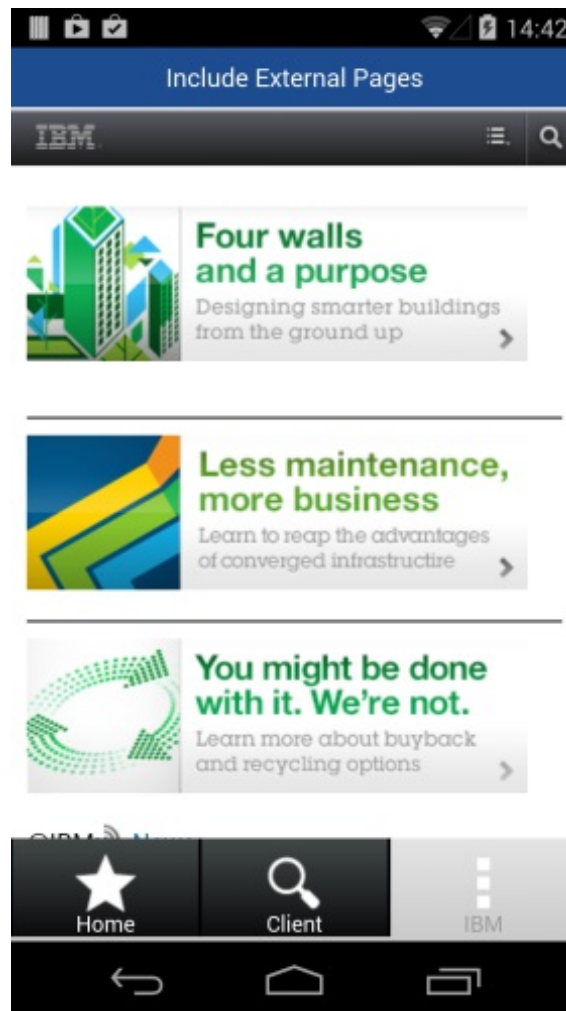 14:42
Include External Pages
IBM.
Four walls
and a purpose
Designing smarter buildings
from the ground up
Less maintenance,
more business
Learn to reap the advantages
of converged infrastructire
You might be done
with it. We're not.
Learn more about buyback
and recycling options
@IBM News
Home
Client
IBM